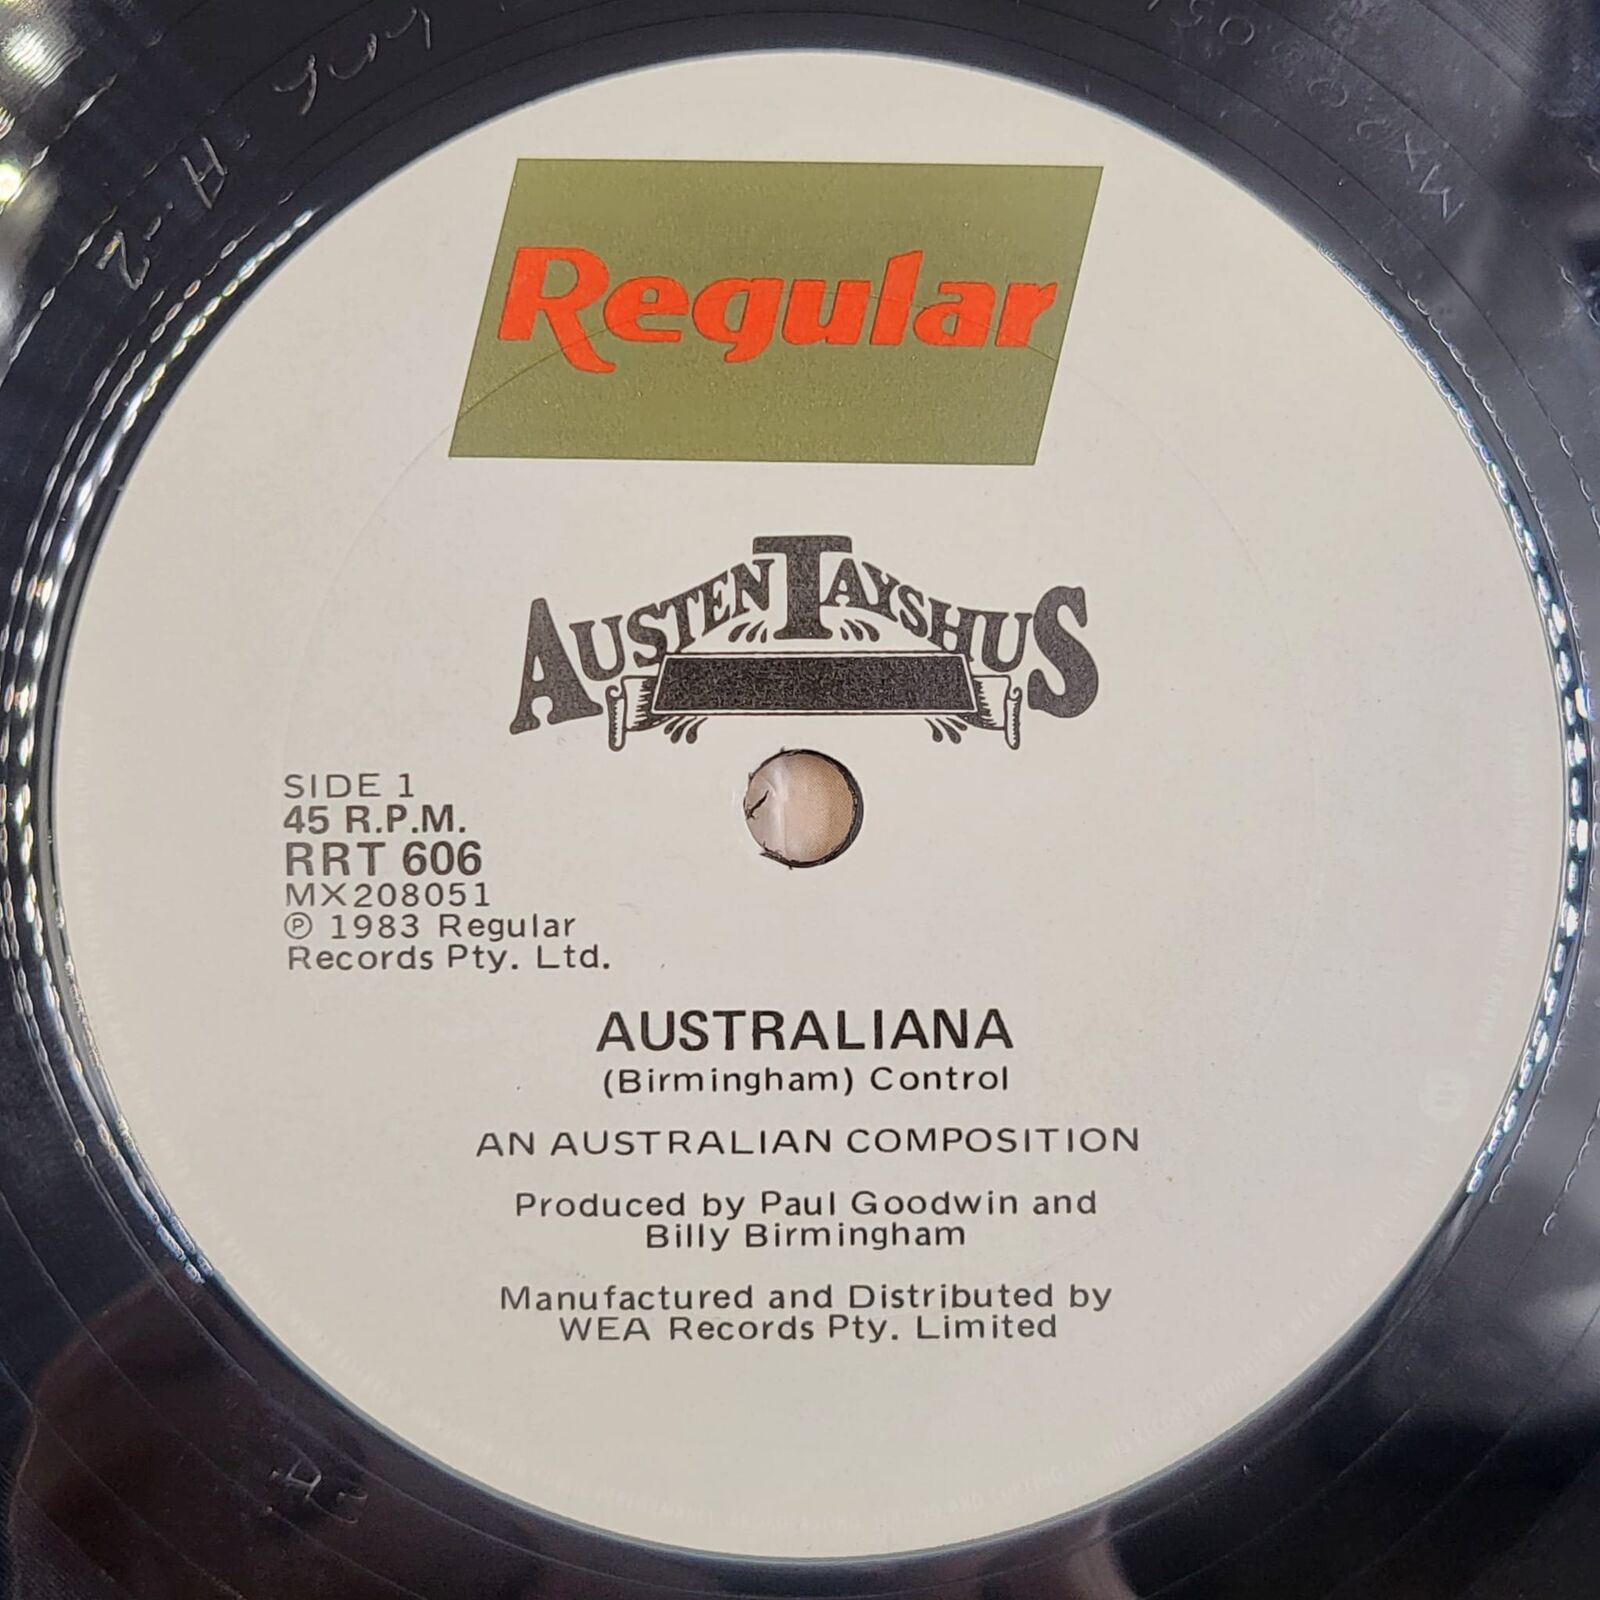 Regular
AUSTEN TAYSHUS
SIDE 1
45 R.P.M.
RRT 606
MX208051
℗ 1983 Regular
Records Pty. Ltd.
AUSTRALIANA
(Birmingham) Control
AN AUSTRALIAN COMPOSITION
Produced by Paul Goodwin and
Billy Birmingham
Manufactured and Distributed by
WEA Records Pty. Limited